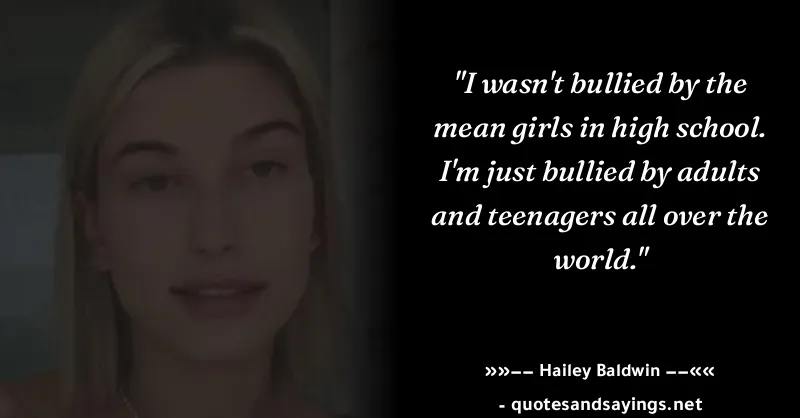 "I wasn't bullied by the
mean girls in high school.
I'm just bullied by adults
and teenagers all over the
world."
»»−− Hailey Baldwin −−««
- quotesandsayings.net